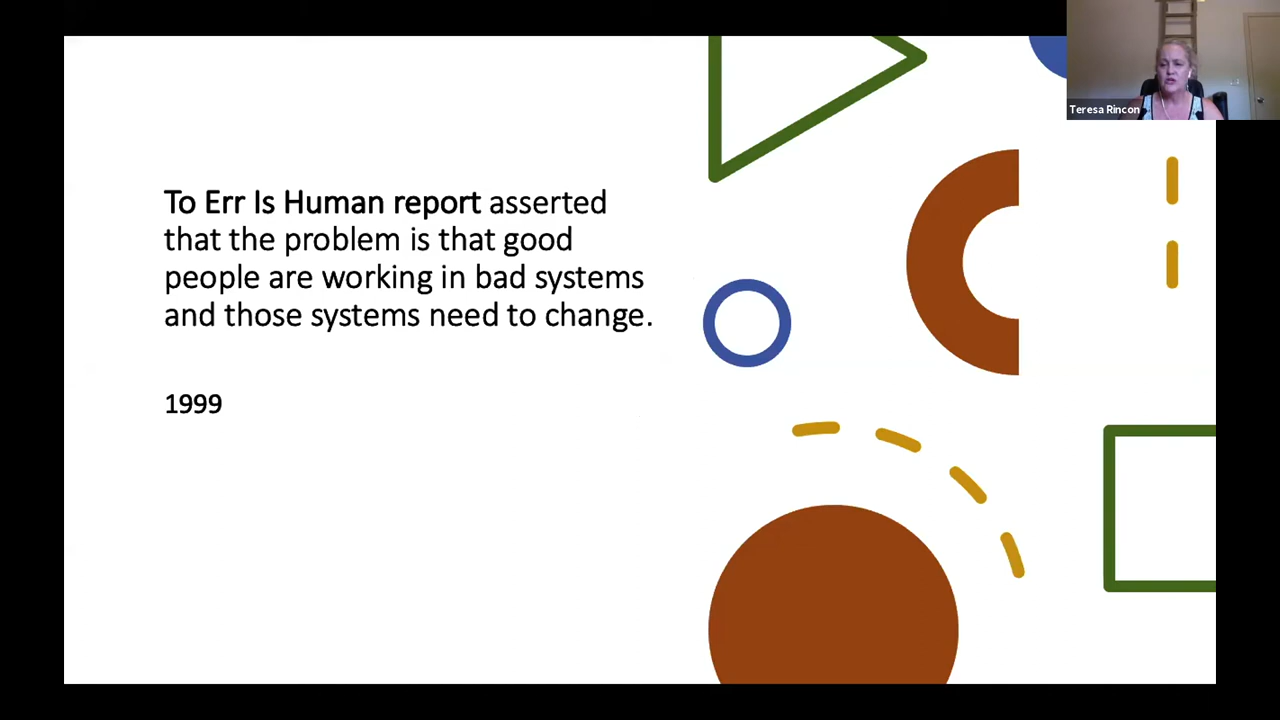 To Err Is Human report asserted
that the problem is that good
people are working in bad systems
and those systems need to change.
1999
Teresa Rincon